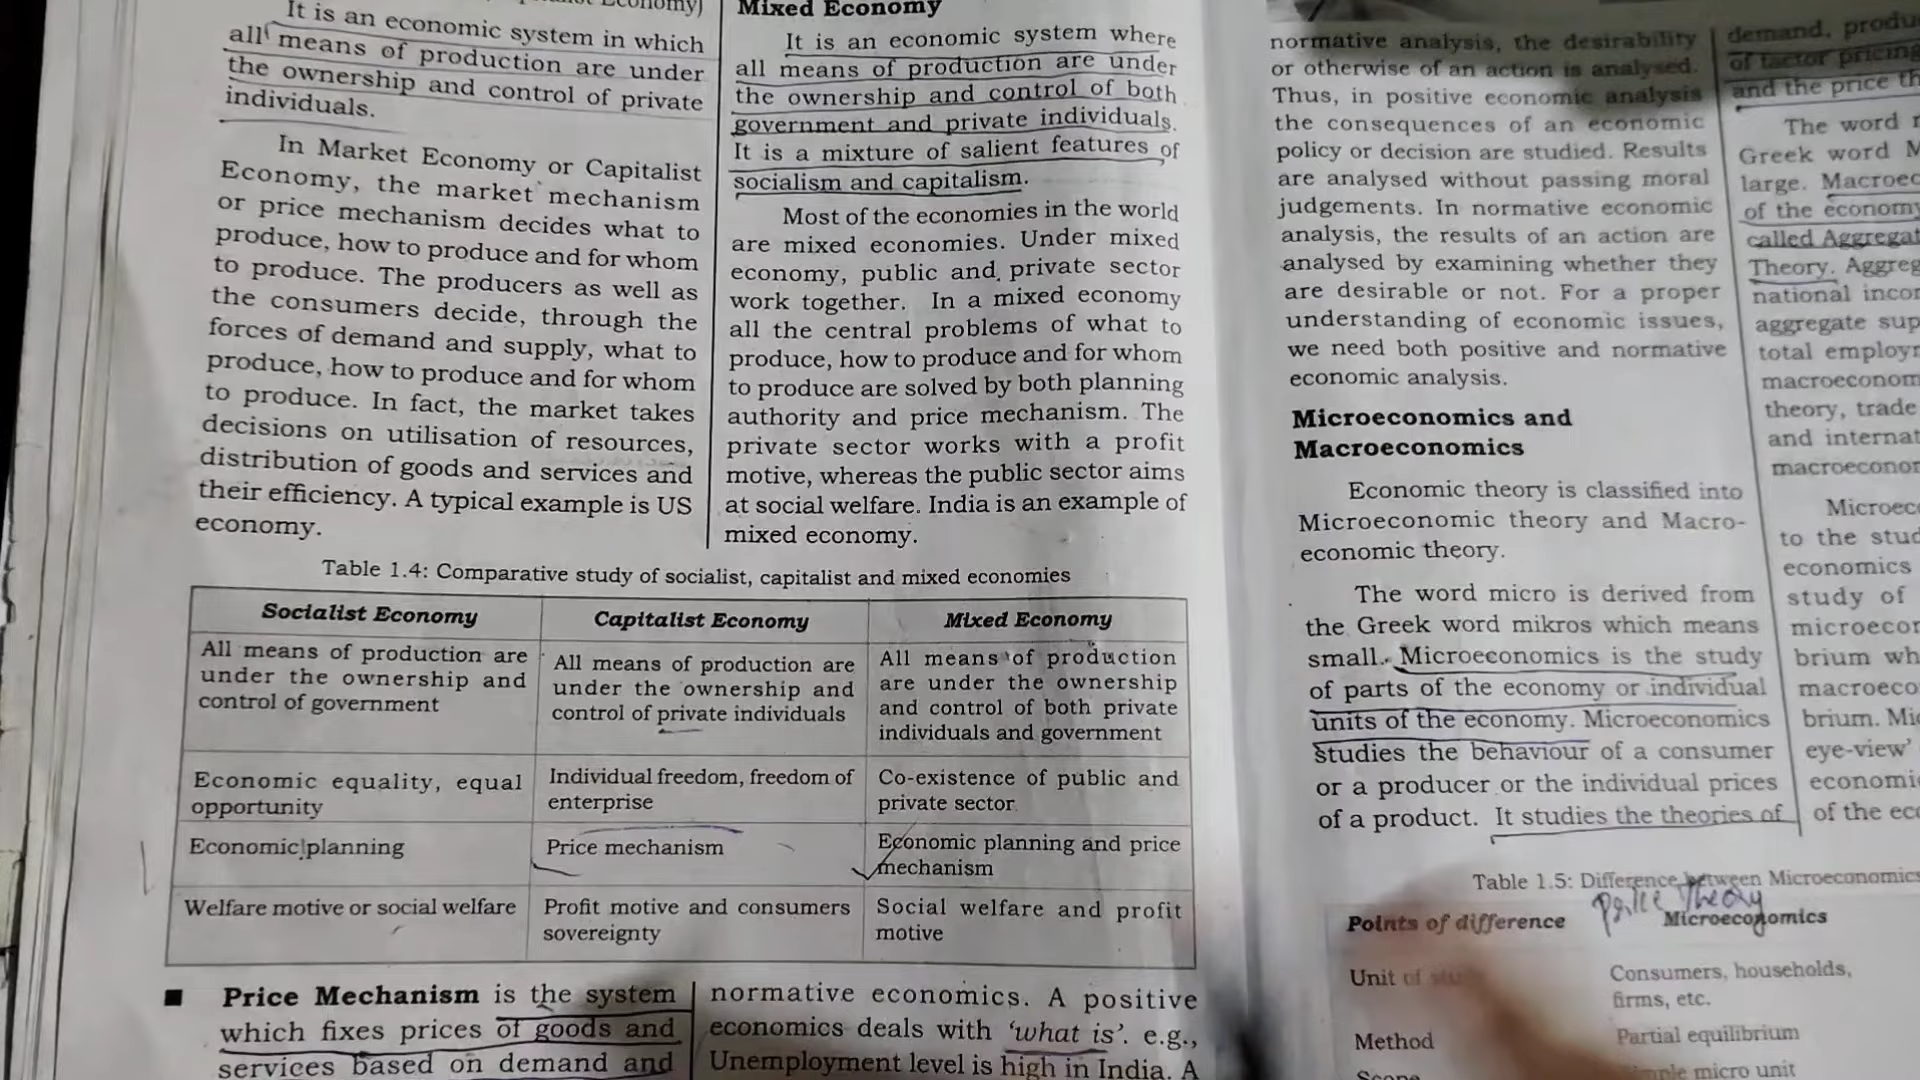 It is an economic system in which
all means of production are under
the ownership and control of private
individuals.
In Market Economy or Capitalist
Economy, the market mechanism
or price mechanism decides what to
produce, how to produce and for whom
to produce. The producers as well as
the consumers decide, through the
forces of demand and supply, what to
produce, how to produce and for whom
to produce. In fact, the market takes
decisions on utilisation of resources,
distribution of goods and services and
their efficiency. A typical example is US
economy.
Mixed Economy
It is an economic system where
all means of production are under
the ownership and control of both
government and private individuals.
It is a mixture of salient features of
socialism and capitalism.
Most of the economies in the world
are mixed economies. Under mixed
economy, public and private sector
work together. In a mixed economy
all the central problems of what to
produce, how to produce and for whom
to produce are solved by both planning
authority and price mechanism. The
private sector works with a profit
motive, whereas the public sector aims
at social welfare. India is an example of
mixed economy.
Table 1.4: Comparative study of socialist, capitalist and mixed economies
Socialist Economy Capitalist Economy Mixed Economy
All means of production are
under the ownership and
control of government
All means of production are
under the ownership and
control of private individuals
All means of production
are under the ownership
and control of both private
individuals and government
Economic equality, equal
opportunity
Individual freedom, freedom of
enterprise
Co-existence of public and
private sector
Economic planning
Price mechanism
Economic planning and price
mechanism
Welfare motive or social welfare
Profit motive and consumers
sovereignty
Social welfare and profit
motive
■ Price Mechanism is the system
which fixes prices of goods and
services based on demand and
normative economics. A positive
economics deals with 'what is'. e.g.,
Unemployment level is high in India. A
normative analysis, the desirability
or otherwise of an action is analysed.
Thus, in positive economic analysis
the consequences of an economic
policy or decision are studied. Results
are analysed without passing moral
judgements. In normative economic
analysis, the results of an action are
analysed by examining whether they
are desirable or not. For a proper
understanding of economic issues,
we need both positive and normative
economic analysis.
Microeconomics and
Macroeconomics
Economic theory is classified into
Microeconomic theory and Macro-
economic theory.
The word micro is derived from
the Greek word mikros which means
small. Microeconomics is the study
of parts of the economy or individual
units of the economy. Microeconomics
studies the behaviour of a consumer
or a producer or the individual prices
of a product. It studies the theories of
demand,
of factor pricing
and the price
The word
Greek word
large.
of the economy
called
Theory.
national
aggregate
total
theory, trade
and
to the
economics
study of
eye-view'
of the
Table 1.5: Difference between Microeconomics
Price Theory
Points of difference Microeconomics
Unit of
Consumers, households,
firms, etc.
Method Partial equilibrium
Scope
micro unit